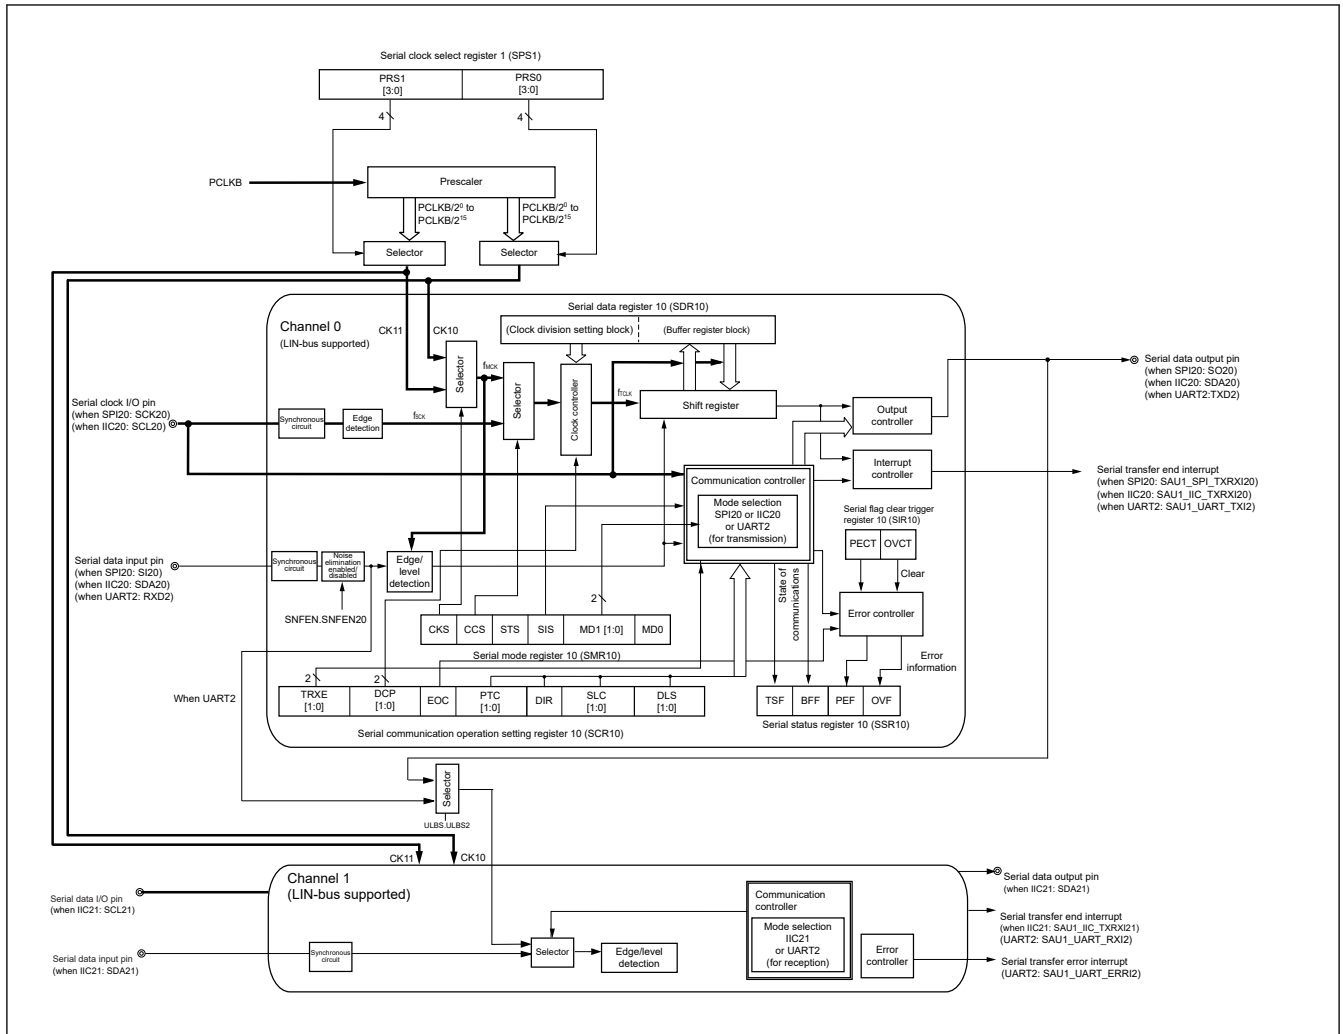 Serial clock select register 1 (SPS1)
PRS1
[3:0]
PRS0
[3:0]
4
4
PCLKB
Prescaler
PCLKB/2⁰ to
PCLKB/2¹⁵
PCLKB/2⁰ to
PCLKB/2¹⁵
Selector
Selector
Channel 0
(LIN-bus supported)
CK11
CK10
Serial data register 10 (SDR10)
(Clock division setting block)
(Buffer register block)
Selector
fMCK
Selector
Clock controller
fTCLK
Shift register
Output
controller
Serial data output pin
(when SPI20: SO20)
(when IIC20: SDA20)
(when UART2:TXD2)
Serial clock I/O pin
(when SPI20: SCK20)
(when IIC20: SCL20)
Synchronous
circuit
Edge
detection
fSCK
Interrupt
controller
Serial transfer end interrupt
(when SPI20: SAU1_SPI_TXRXI20)
(when IIC20: SAU1_IIC_TXRXI20)
(when UART2: SAU1_UART_TXI2)
Communication controller
Mode selection
SPI20 or IIC20
or UART2
(for transmission)
Serial flag clear trigger
register 10 (SIR10)
PECT
OVCT
Clear
Serial data input pin
(when SPI20: SI20)
(when IIC20: SDA20)
(when UART2: RXD2)
Synchronous
circuit
Noise
elimination
enabled/
disabled
Edge/
level
detection
SNFEN.SNFEN20
2
State of
communications
Error controller
CKS
CCS
STS
SIS
MD1 [1:0]
MD0
Serial mode register 10 (SMR10)
Error
information
When UART2
2
2
TRXE
[1:0]
DCP
[1:0]
EOC
PTC
[1:0]
DIR
SLC
[1:0]
DLS
[1:0]
TSF
BFF
PEF
OVF
Serial status register 10 (SSR10)
Serial communication operation setting register 10 (SCR10)
Selector
ULBS.ULBS2
CK11
CK10
Channel 1
(LIN-bus supported)
Serial data I/O pin
(when IIC21: SCL21)
Serial data input pin
(when IIC21: SDA21)
Synchronous
circuit
Selector
Edge/level
detection
Communication
controller
Mode selection
IIC21
or UART2
(for reception)
Error
controller
Serial data output pin
(when IIC21: SDA21)
Serial transfer end interrupt
(when IIC21: SAU1_IIC_TXRXI21)
(UART2: SAU1_UART_RXI2)
Serial transfer error interrupt
(UART2: SAU1_UART_ERRI2)